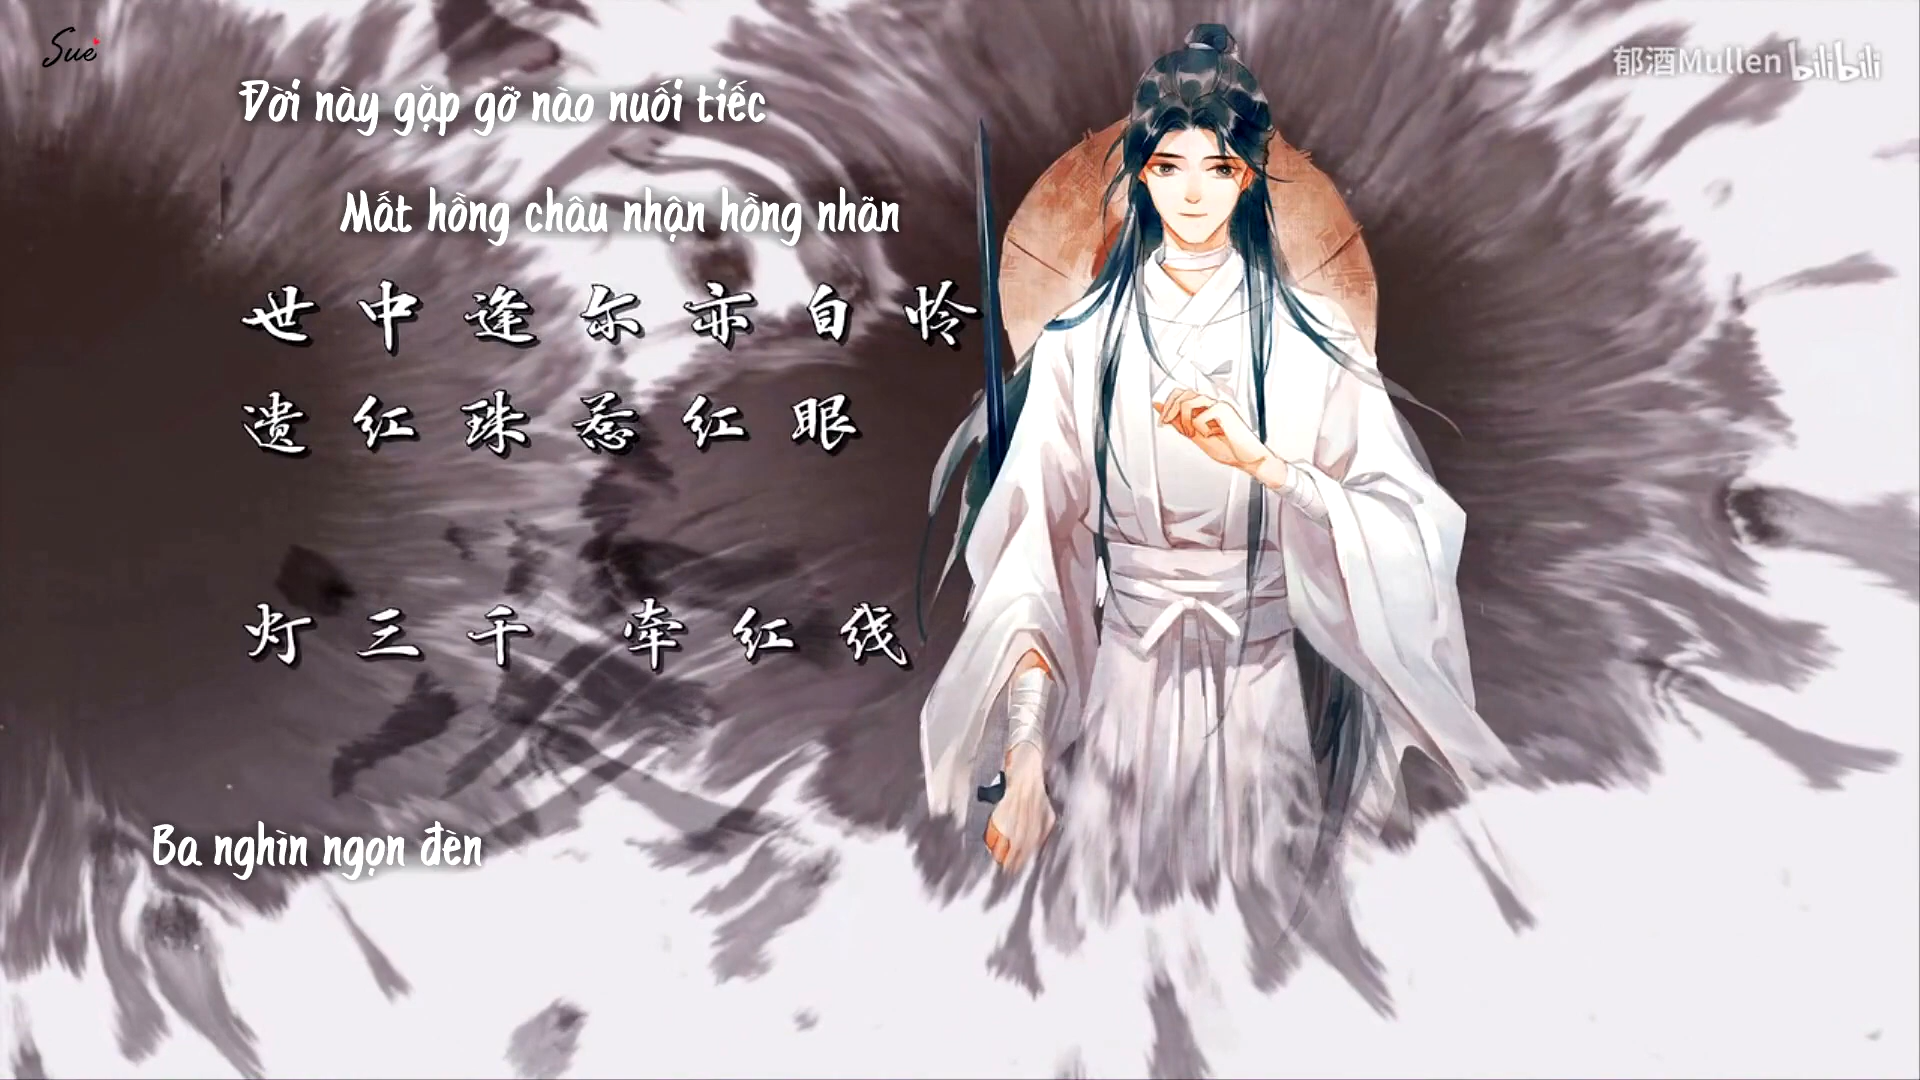 Sue
郁酒Mullen bilibili
Đời này gặp gỡ nào nuối tiếc
Mất hồng châu nhận hồng nhãn
世中逢尔亦自怜
遗红珠惹红眼
灯三千 牵红线
Ba nghìn ngọn đèn